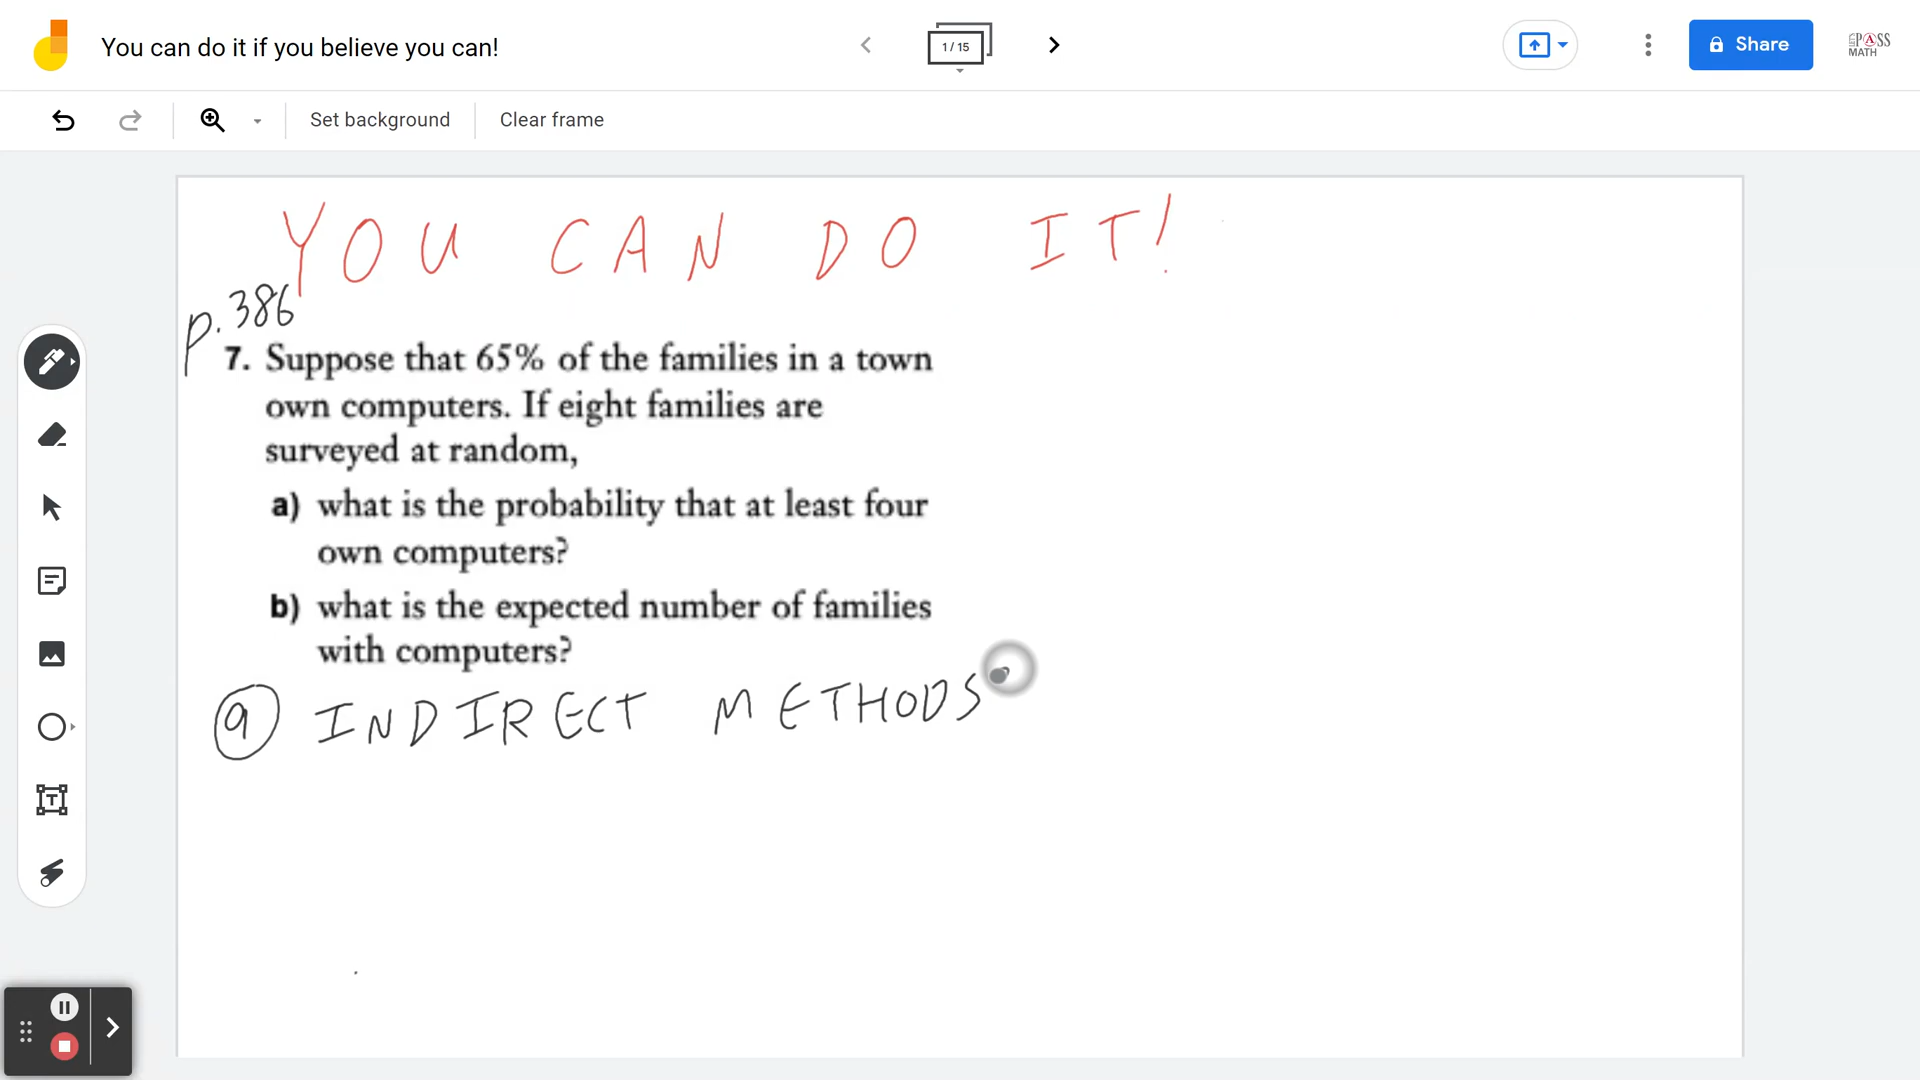 You can do it if you believe you can!
1 / 15
Share
LET'S PASS
MATH
Set background
Clear frame
YOU CAN DO IT!
p. 386
7. Suppose that 65% of the families in a town
own computers. If eight families are
surveyed at random,
a) what is the probability that at least four
own computers?
b) what is the expected number of families
with computers?
a INDIRECT METHODS